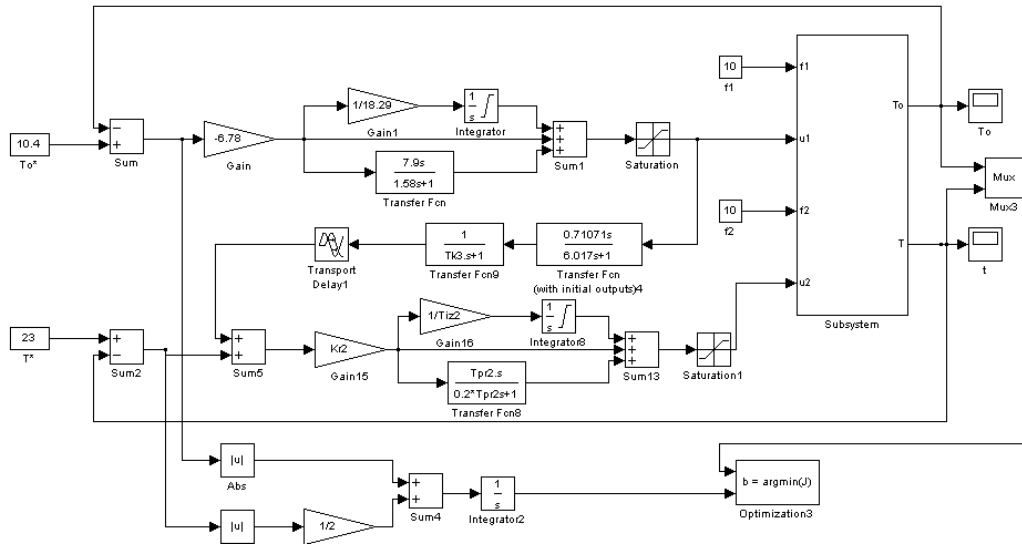 10.4
To*
−
+
Sum
-6.78
Gain
1/18.29
Gain1
1
s
Integrator
7.9s
1.58s+1
Transfer Fcn
+
+
+
Sum1
Saturation
10
f1
10
f2
f1
u1
f2
u2
To
T
Subsystem
To
Mux
Mux3
t
Transport
Delay1
1
Tk3.s+1
Transfer Fcn9
0.71071s
6.017s+1
Transfer Fcn
(with initial outputs)4
23
T*
+
−
Sum2
+
+
Sum5
Kr2
Gain15
1/Tiz2
Gain16
1
s
Integrator8
Tpr2.s
0.2*Tpr2s+1
Transfer Fcn8
+
+
+
Sum13
Saturation1
|u|
Abs
|u|
1/2
+
+
Sum4
1
s
Integrator2
b = argmin(J)
Optimization3